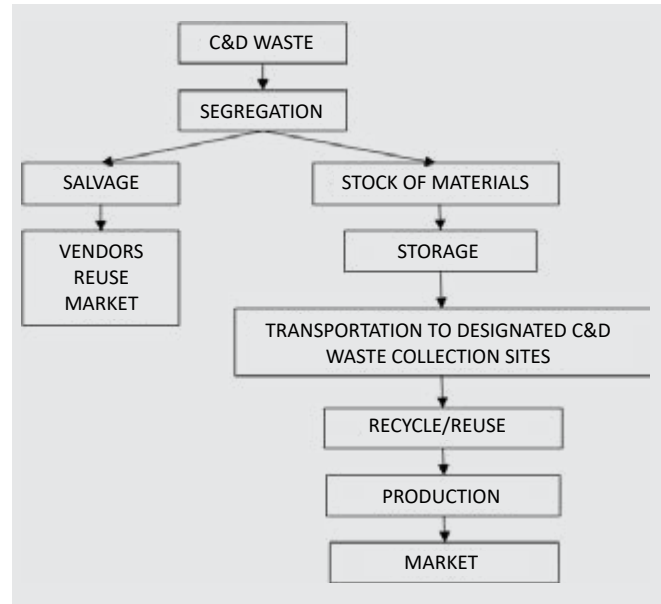 C&D WASTE
SEGREGATION
SALVAGE
STOCK OF MATERIALS
VENDORS
REUSE
MARKET
STORAGE
TRANSPORTATION TO DESIGNATED C&D
WASTE COLLECTION SITES
RECYCLE/REUSE
PRODUCTION
MARKET